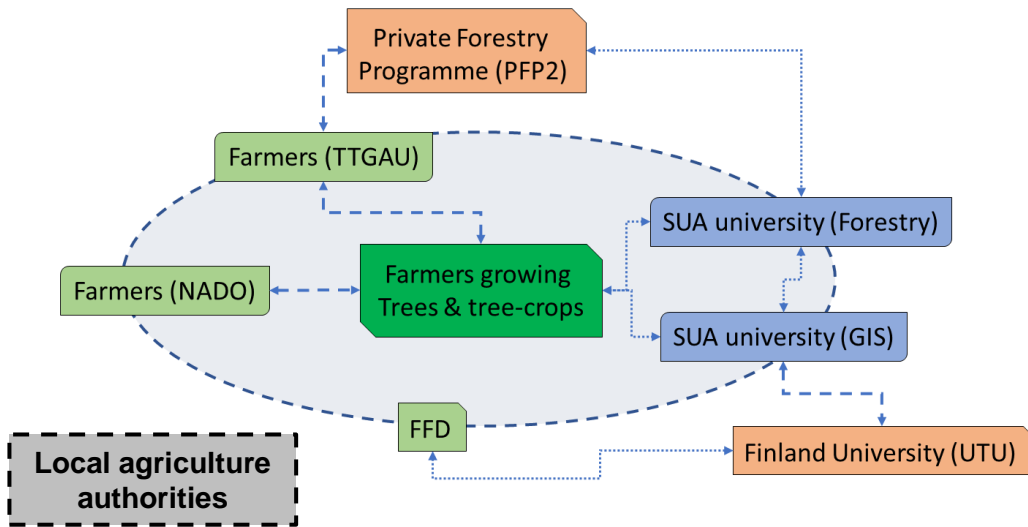 Private Forestry
Programme (PFP2)
Farmers (TTGAU)
SUA university (Forestry)
Farmers (NADO)
Farmers growing
Trees & tree-crops
SUA university (GIS)
FFD
Finland University (UTU)
Local agriculture
authorities